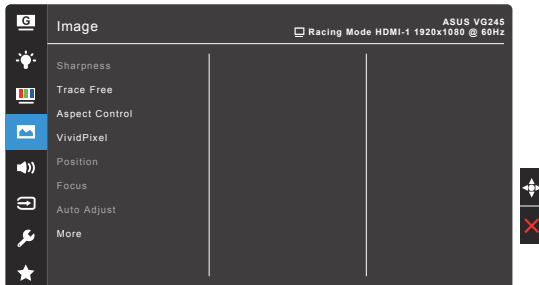 G
Image
ASUS VG245
Racing Mode HDMI-1 1920x1080 @ 60Hz
Sharpness
Trace Free
Aspect Control
VividPixel
Position
Focus
Auto Adjust
More